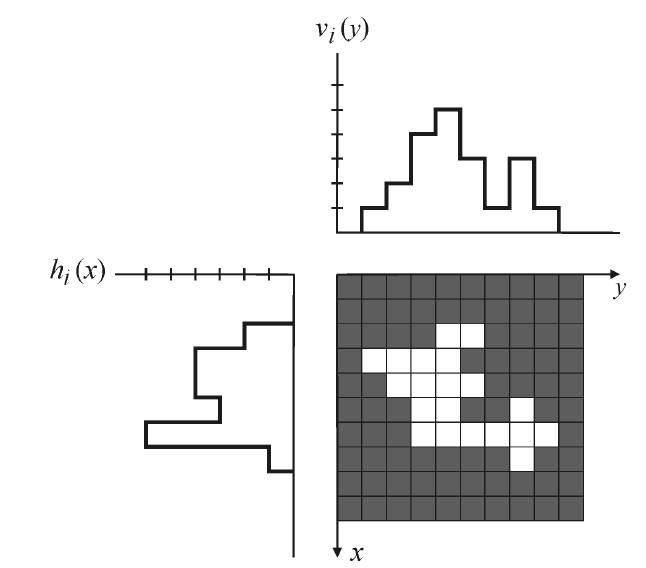 v_i(y)
h_i(x)
y
x